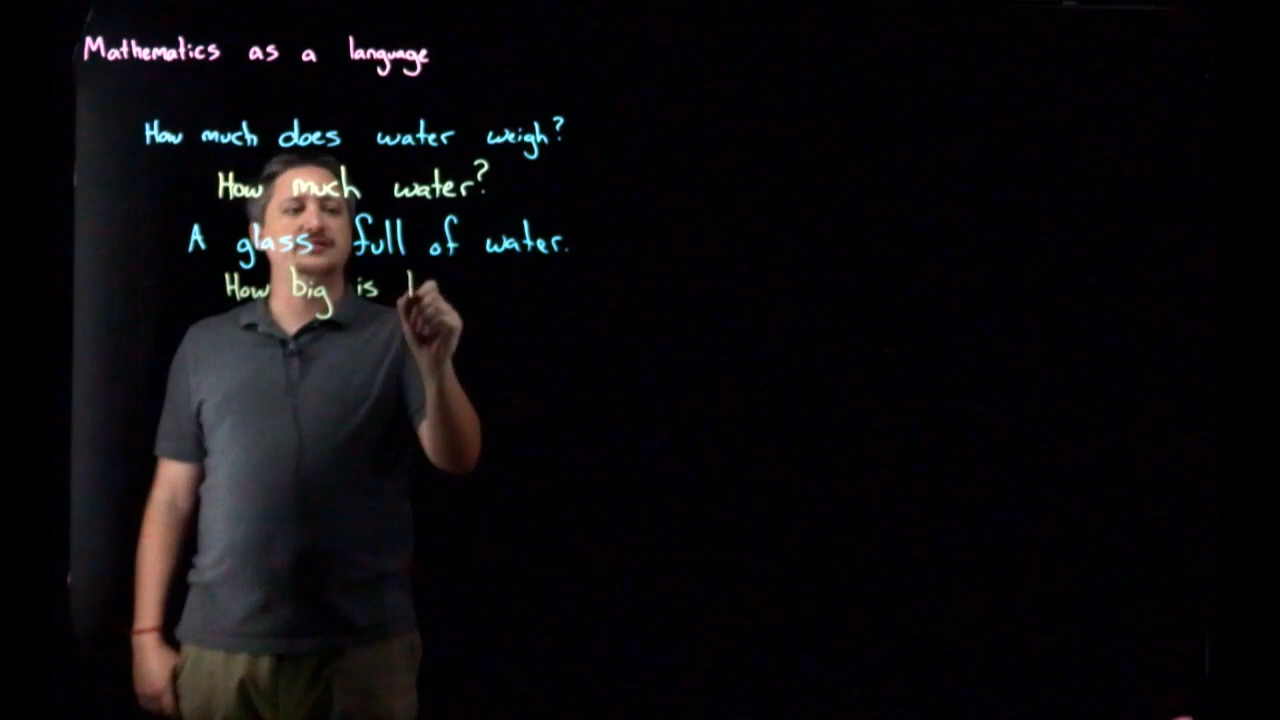 Mathematics as a language
How much does water weigh?
How much water?
A glass full of water.
How big is